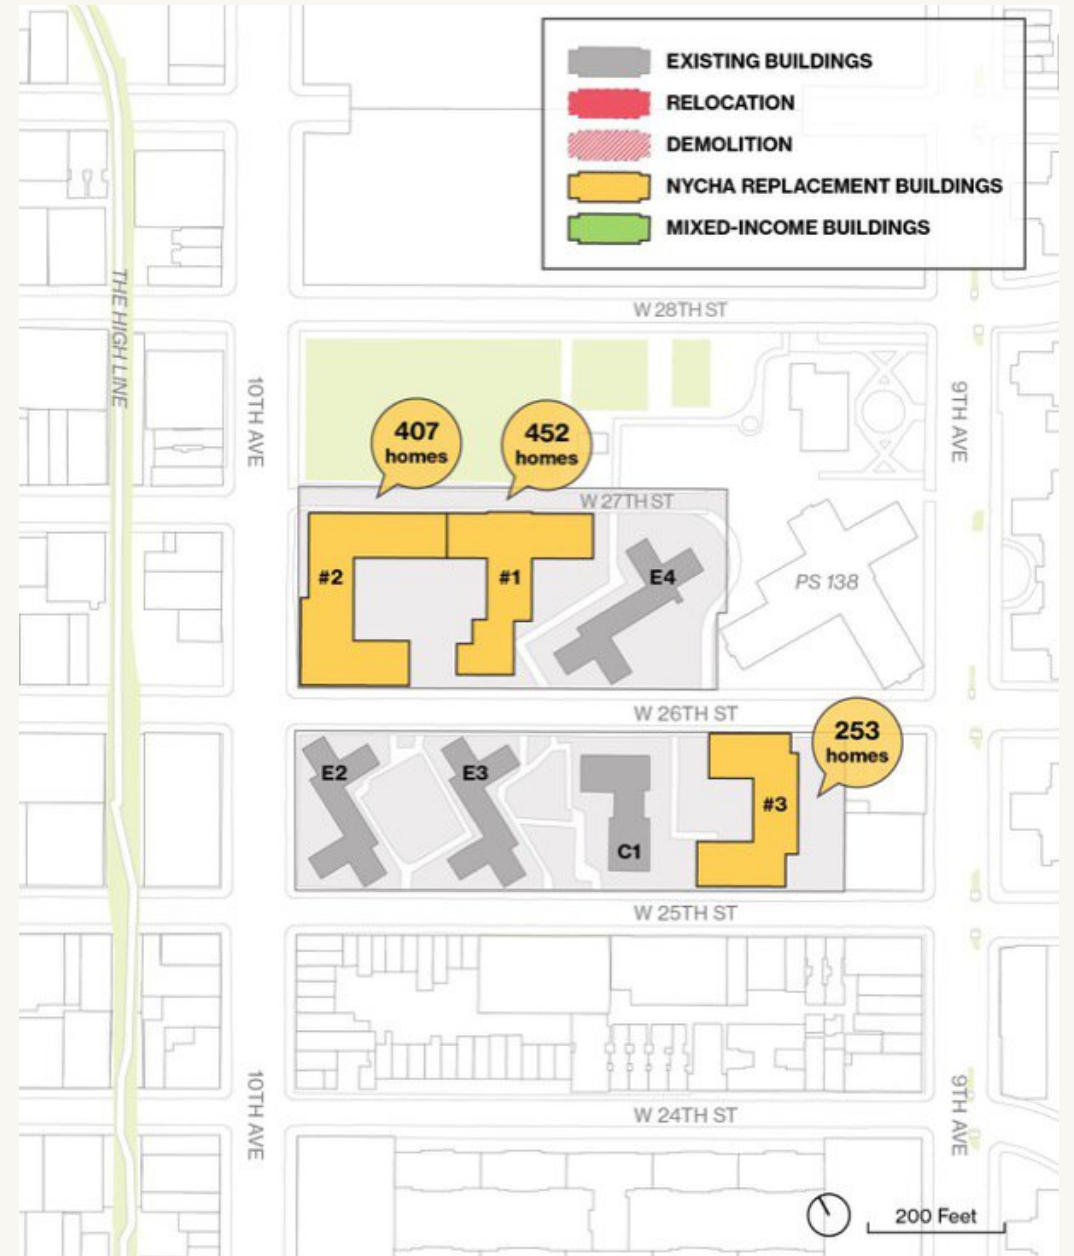 EXISTING BUILDINGS
RELOCATION
DEMOLITION
NYCHA REPLACEMENT BUILDINGS
MIXED-INCOME BUILDINGS
THE HIGH LINE
W 28TH ST
10TH AVE
9TH AVE
407
homes
452
homes
W 27TH ST
#2
#1
E4
PS 138
W 26TH ST
253
homes
E2
E3
#3
C1
W 25TH ST
10TH AVE
9TH AVE
W 24TH ST
200 Feet